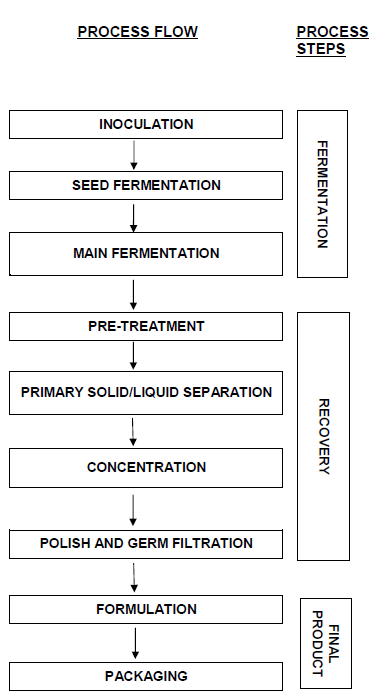 PROCESS FLOW
PROCESS
STEPS
INOCULATION
SEED FERMENTATION
MAIN FERMENTATION
FERMENTATION
PRE-TREATMENT
PRIMARY SOLID/LIQUID SEPARATION
CONCENTRATION
POLISH AND GERM FILTRATION
RECOVERY
FORMULATION
PACKAGING
FINAL
PRODUCT